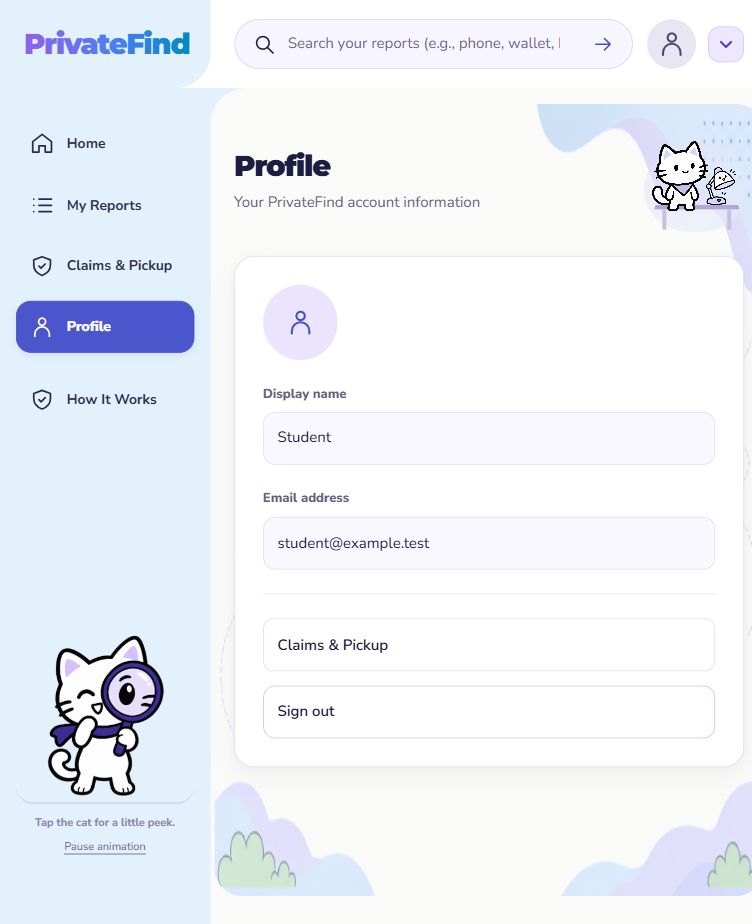 PrivateFind
Search your reports (e.g., phone, wallet,
Home
My Reports
Claims & Pickup
Profile
How It Works
Tap the cat for a little peek.
Pause animation
Profile
Your PrivateFind account information
Display name
Student
Email address
student@example.test
Claims & Pickup
Sign out